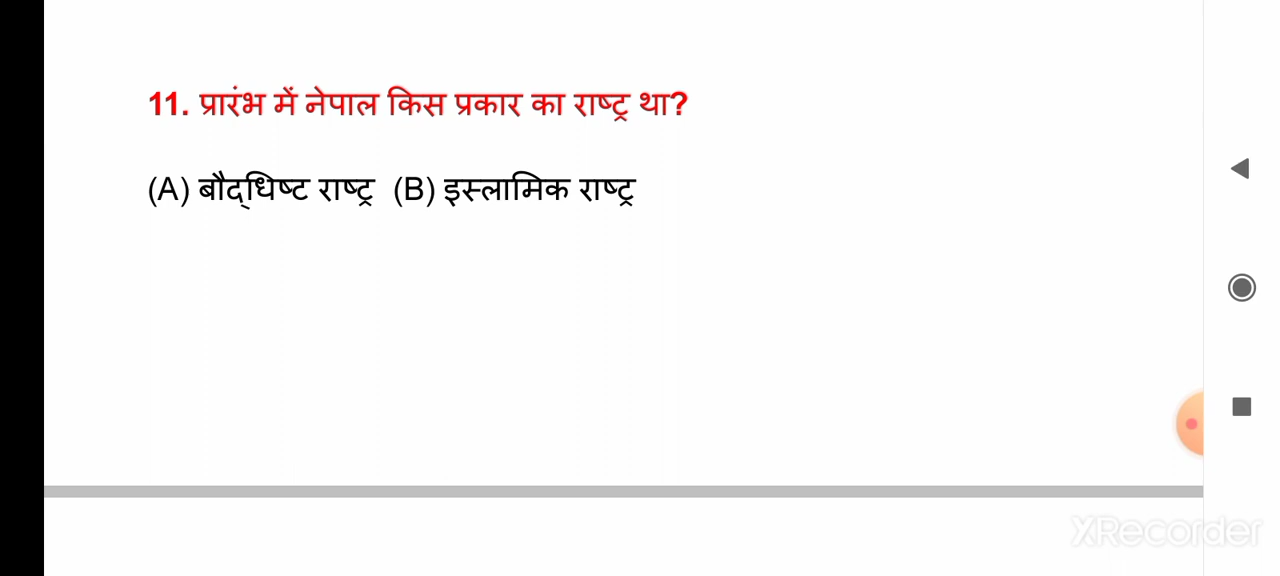 11. प्रारंभ में नेपाल किस प्रकार का राष्ट्र था?
(A) बौद्धिष्ट राष्ट्र (B) इस्लामिक राष्ट्र
XRecorder